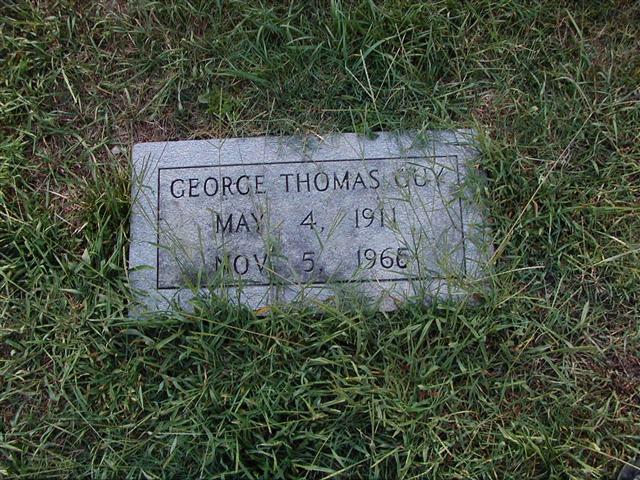 GEORGE THOMAS GUY
MAY 4, 1911
NOV 5, 1966